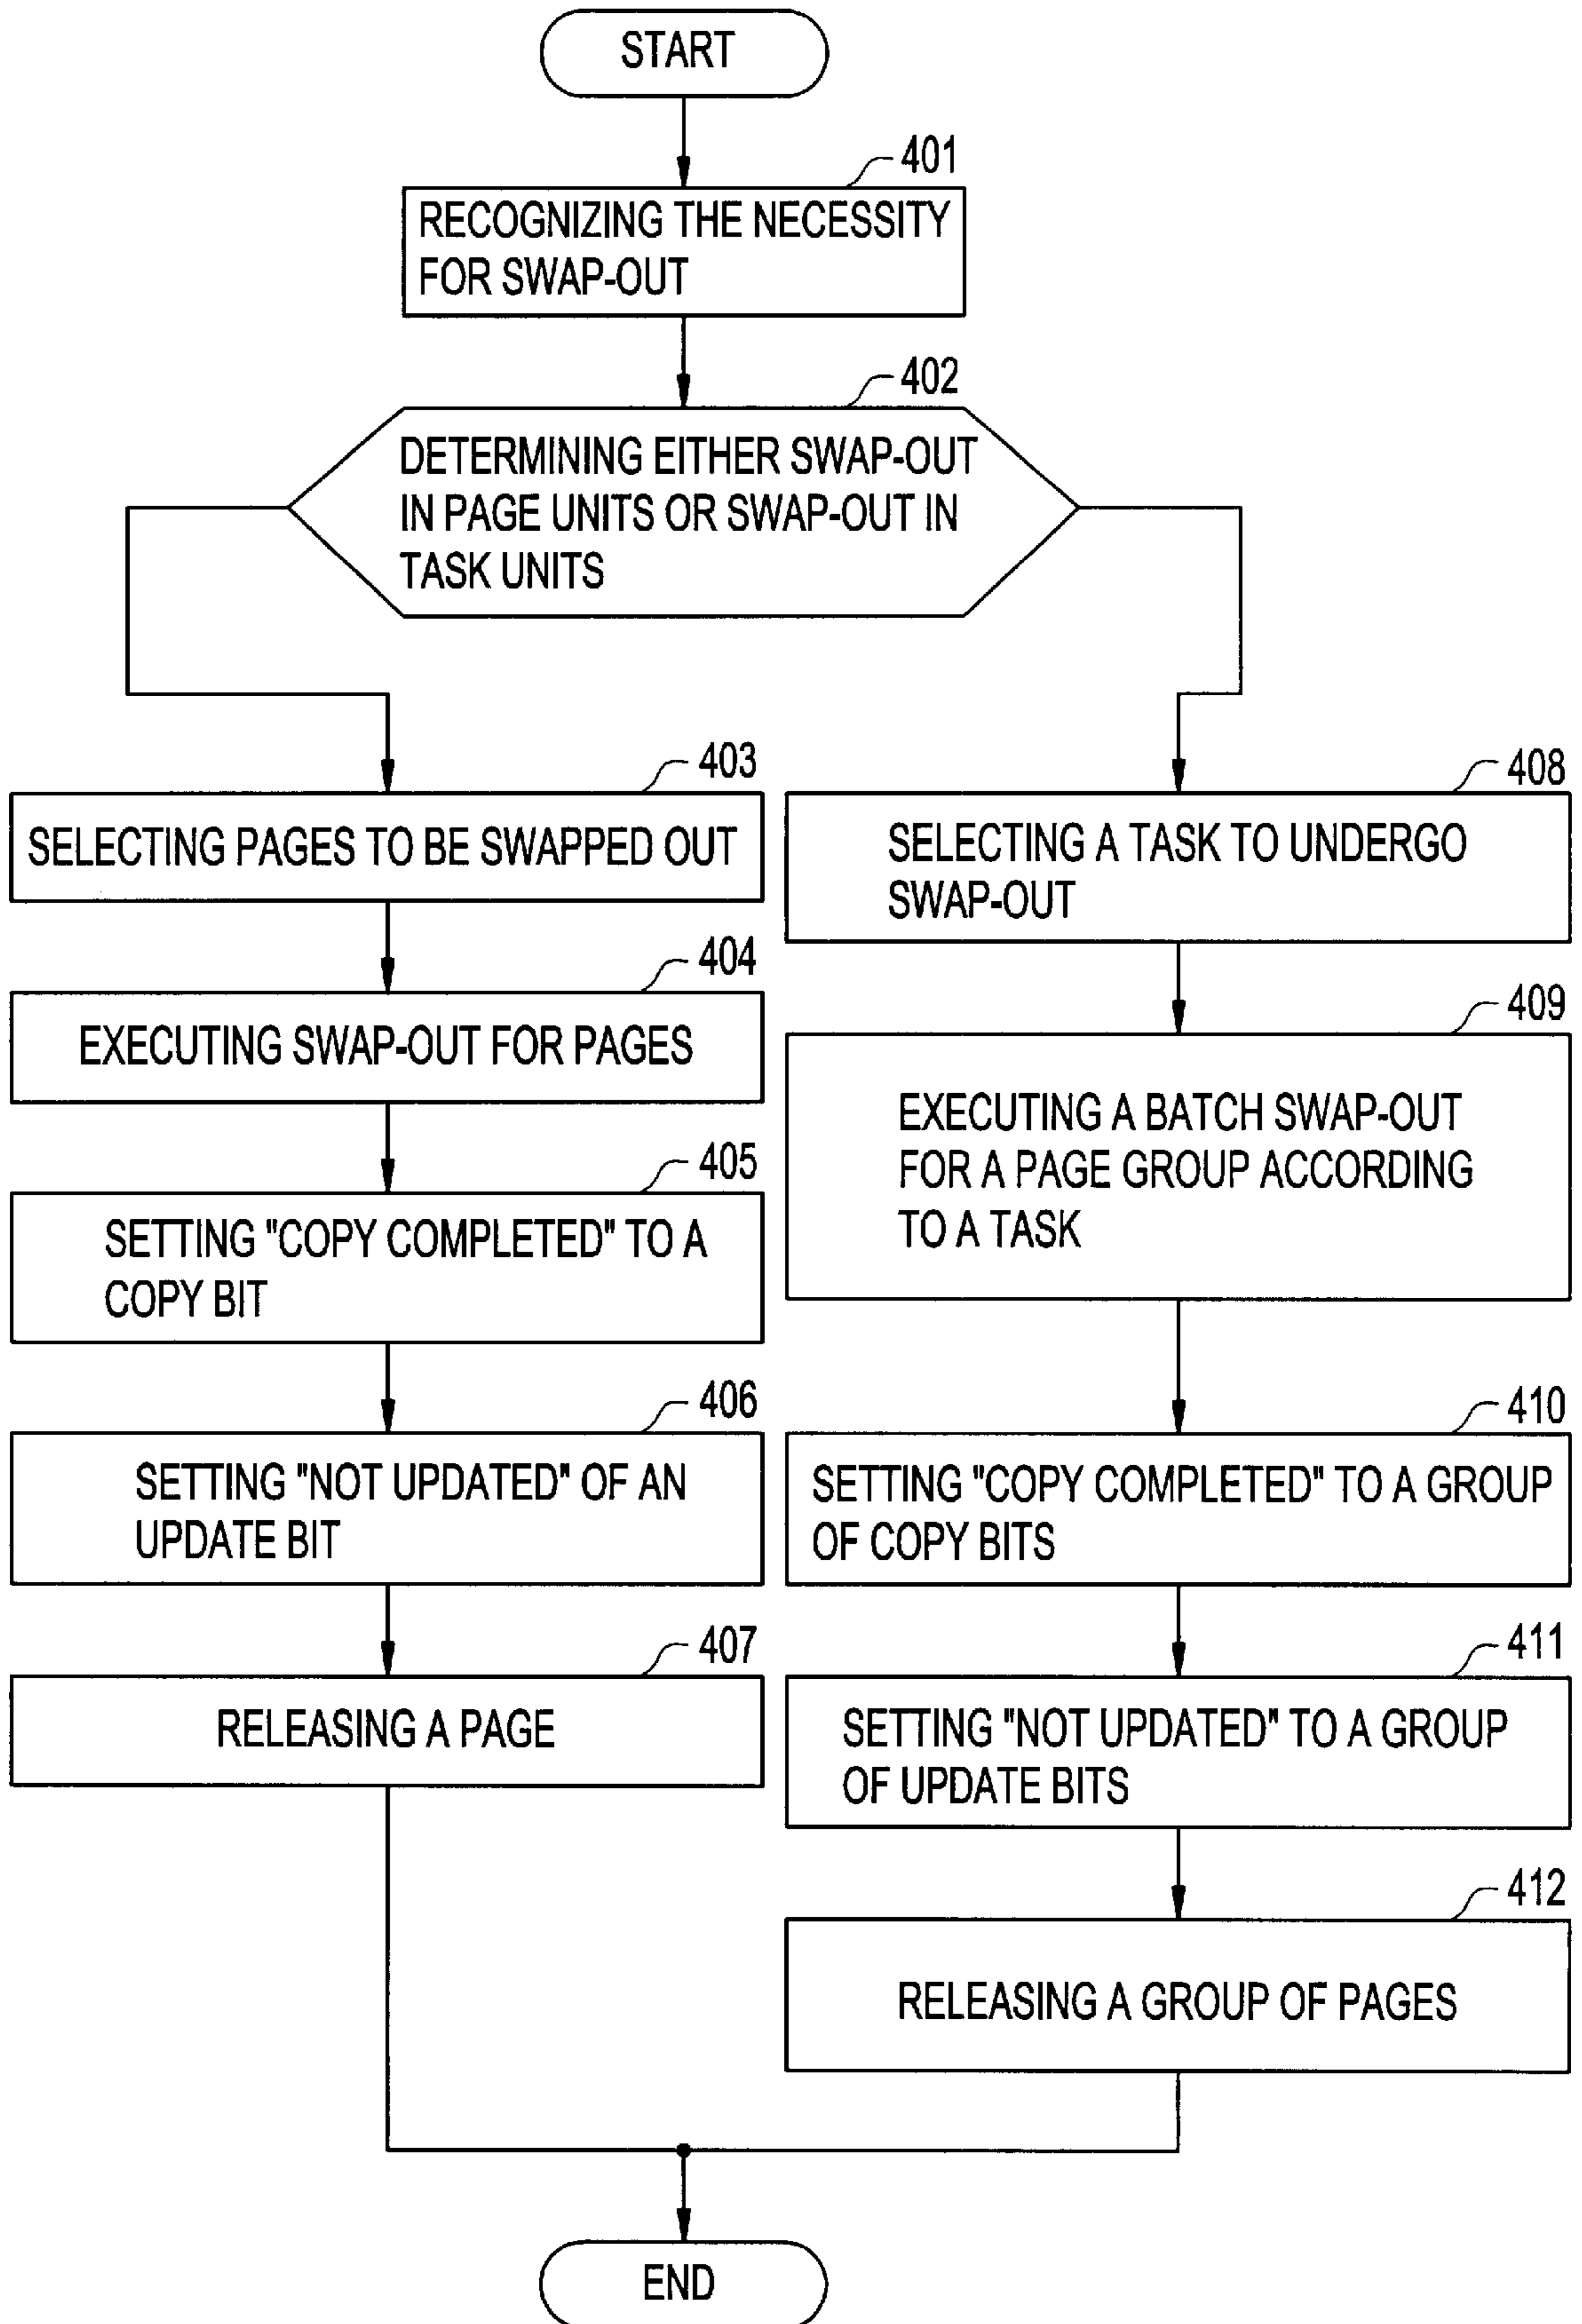 START
401
RECOGNIZING THE NECESSITY
FOR SWAP-OUT
402
DETERMINING EITHER SWAP-OUT
IN PAGE UNITS OR SWAP-OUT IN
TASK UNITS
403
SELECTING PAGES TO BE SWAPPED OUT
404
EXECUTING SWAP-OUT FOR PAGES
405
SETTING "COPY COMPLETED" TO A
COPY BIT
406
SETTING "NOT UPDATED" OF AN
UPDATE BIT
407
RELEASING A PAGE
408
SELECTING A TASK TO UNDERGO
SWAP-OUT
409
EXECUTING A BATCH SWAP-OUT
FOR A PAGE GROUP ACCORDING
TO A TASK
410
SETTING "COPY COMPLETED" TO A GROUP
OF COPY BITS
411
SETTING "NOT UPDATED" TO A GROUP
OF UPDATE BITS
412
RELEASING A GROUP OF PAGES
END